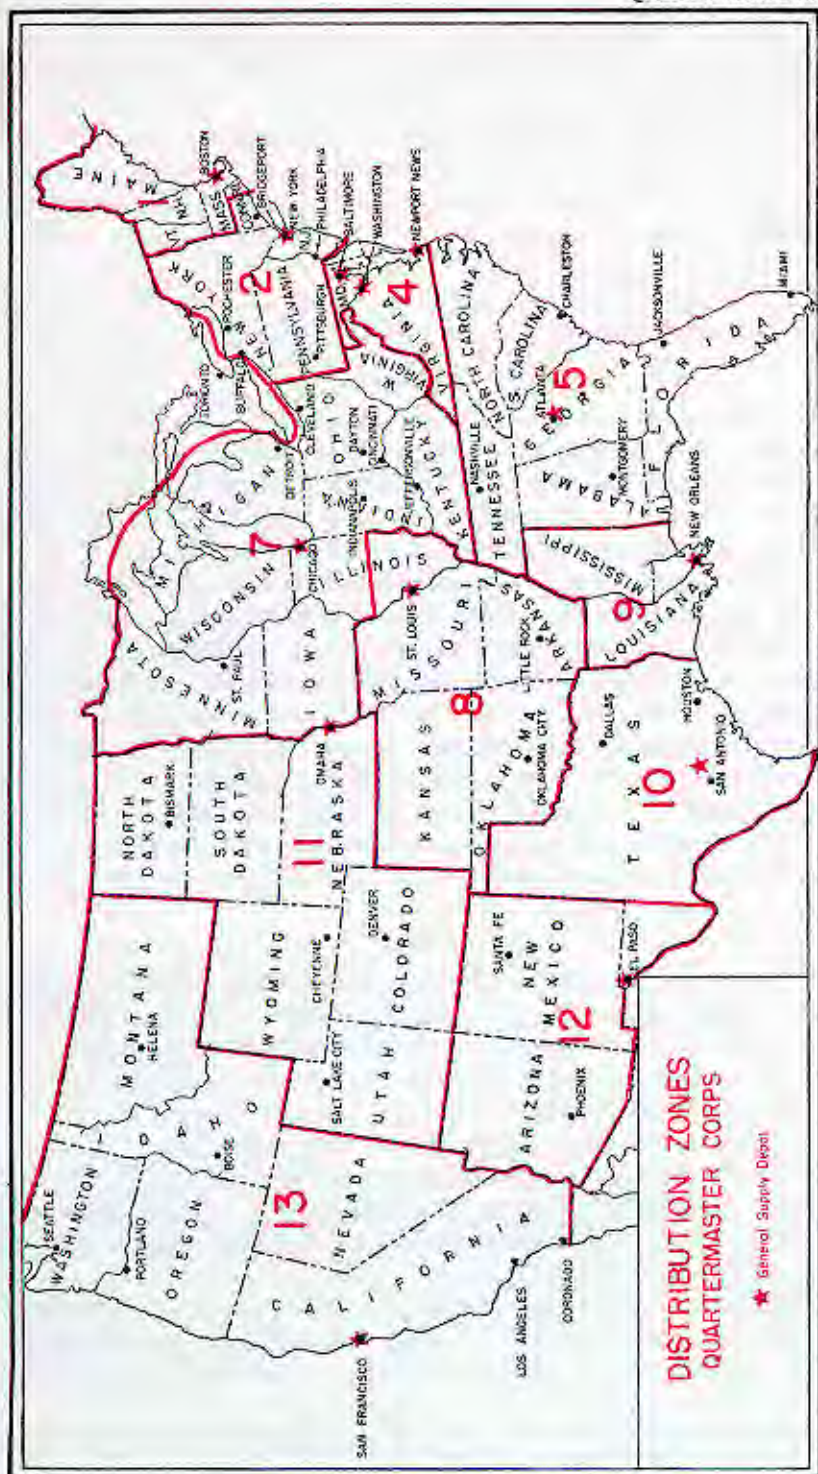 DISTRIBUTION ZONES
QUARTERMASTER CORPS
★ General Supply Depot
SEATTLE
WASHINGTON
PORTLAND
OREGON
IDAHO
BOISE
MONTANA
HELENA
13
NEVADA
CALIFORNIA
SAN FRANCISCO
LOS ANGELES
CORONADO
WYOMING
CHEYENNE
SALT LAKE CITY
UTAH
DENVER
COLORADO
ARIZONA
PHOENIX
12
SANTA FE
NEW
MEXICO
EL PASO
NORTH
DAKOTA
BISMARK
SOUTH
DAKOTA
11
NEBRASKA
OMAHA
KANSAS
8
OKLAHOMA
OKLAHOMA CITY
TEXAS
10
DALLAS
SAN ANTONIO
HOUSTON
MINNESOTA
ST. PAUL
IOWA
MISSOURI
ST. LOUIS
ARKANSAS
LITTLE ROCK
9
LOUISIANA
NEW ORLEANS
MISSISSIPPI
WISCONSIN
MICHIGAN
7
CHICAGO
ILLINOIS
DETROIT
INDIANAPOLIS
INDIANA
OHIO
CLEVELAND
DAYTON
CINCINNATI
JEFFERSONVILLE
KENTUCKY
NASHVILLE
TENNESSEE
ALABAMA
MONTGOMERY
GEORGIA
ATLANTA
5
FLORIDA
JACKSONVILLE
MIAMI
S. CAROLINA
CHARLESTON
NORTH CAROLINA
W. VIRGINIA
VIRGINIA
4
MD.
NEWPORT NEWS
WASHINGTON
BALTIMORE
PHILADELPHIA
N.J.
NEW YORK
BRIDGEPORT
BOSTON
PENNSYLVANIA
PITTSBURGH
2
NEW YORK
ROCHESTER
BUFFALO
TORONTO
CONN.
R.I.
MASS
VT.
N.H.
1
MAINE